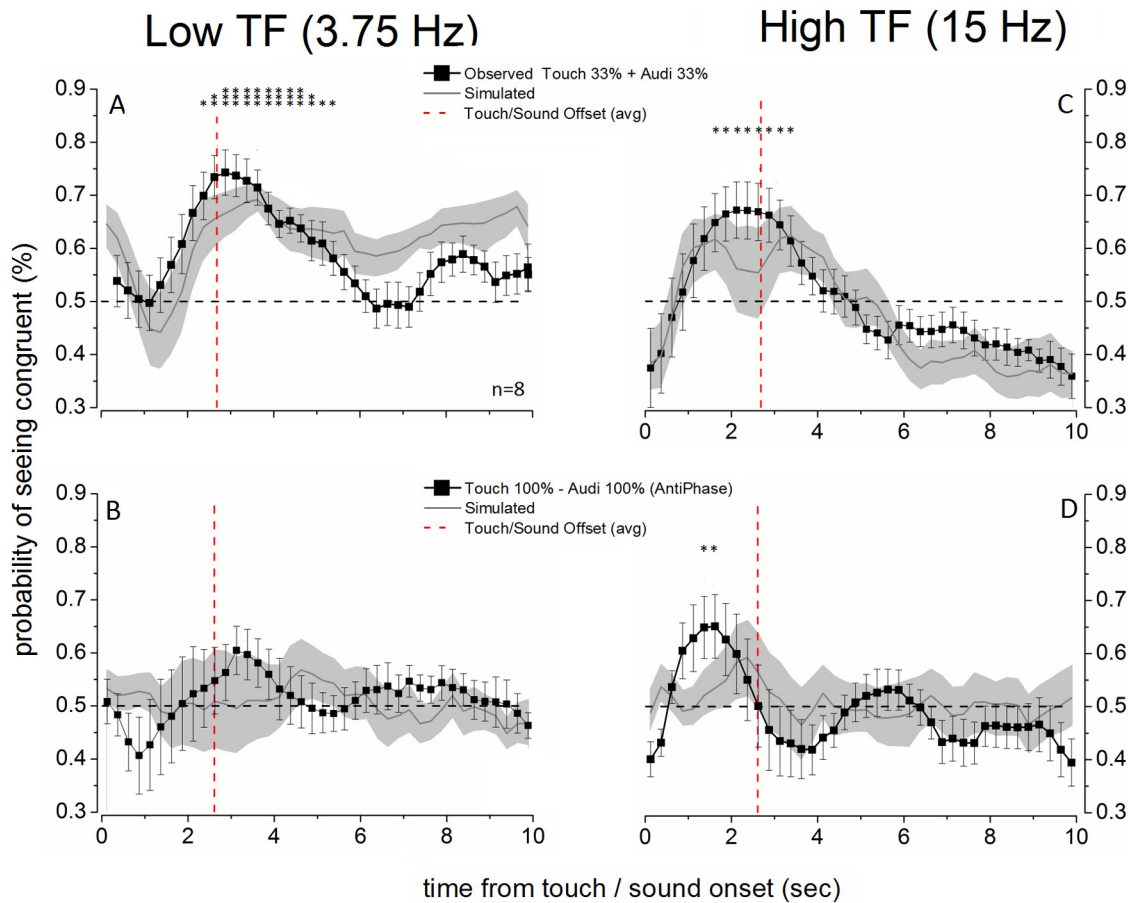 Low TF (3.75 Hz)
High TF (15 Hz)
Observed Touch 33% + Audi 33%
Simulated
Touch/Sound Offset (avg)
A
0.9
0.8
0.7
0.6
0.5
0.4
0.3
n=8
0 2 4 6 8 10
C
0.9
0.8
0.7
0.6
0.5
0.4
0.3
0 2 4 6 8 10
probability of seeing congruent (%)
Touch 100% - Audi 100% (AntiPhase)
Simulated
Touch/Sound Offset (avg)
B
0.9
0.8
0.7
0.6
0.5
0.4
0.3
0 2 4 6 8 10
D
0.9
0.8
0.7
0.6
0.5
0.4
0.3
0 2 4 6 8 10
time from touch / sound onset (sec)